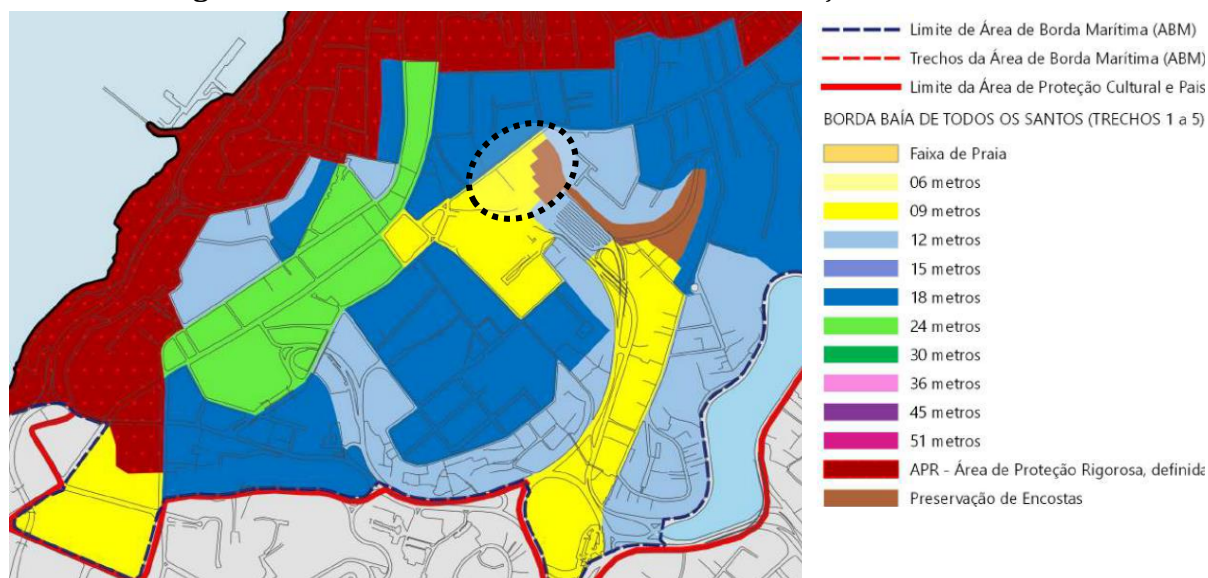 Limite de Área de Borda Marítima (ABM)
Trechos da Área de Borda Marítima (ABM)
Limite da Área de Proteção Cultural e Pais
BORDA BAÍA DE TODOS OS SANTOS (TRECHOS 1 a 5)
Faixa de Praia
06 metros
09 metros
12 metros
15 metros
18 metros
24 metros
30 metros
36 metros
45 metros
51 metros
APR - Área de Proteção Rigorosa, definida
Preservação de Encostas